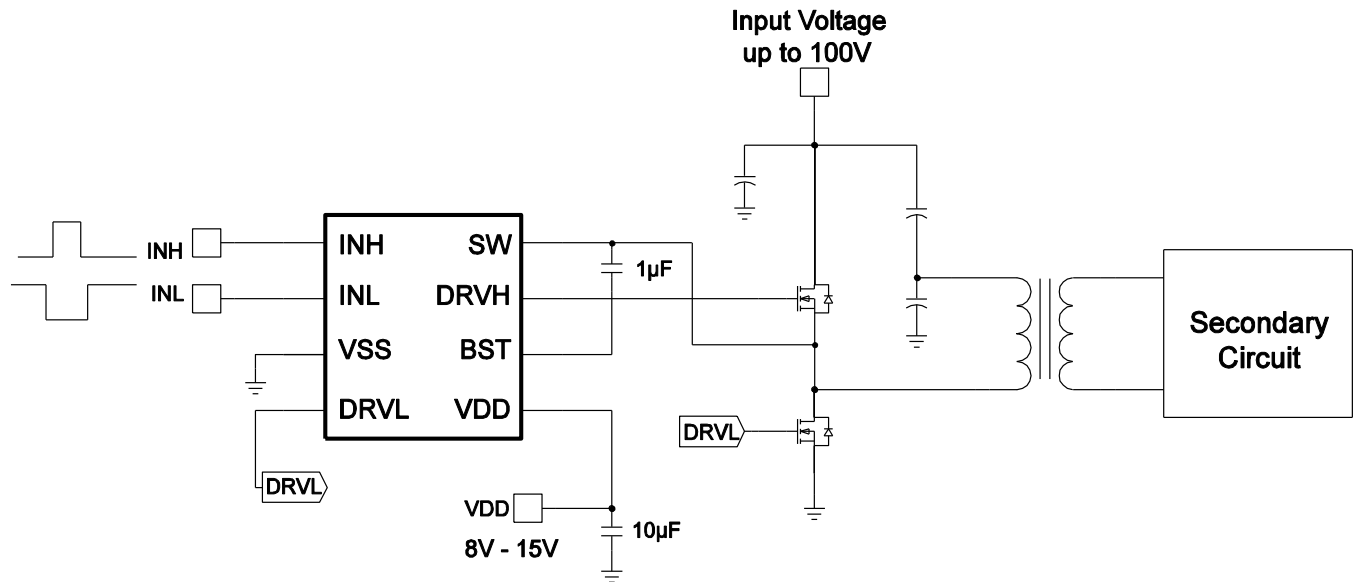 Input Voltage
up to 100V
INH
INL
INH
INL
VSS
DRVL
SW
DRVH
BST
VDD
1µF
DRVL
DRVL
VDD
8V - 15V
10µF
Secondary
Circuit